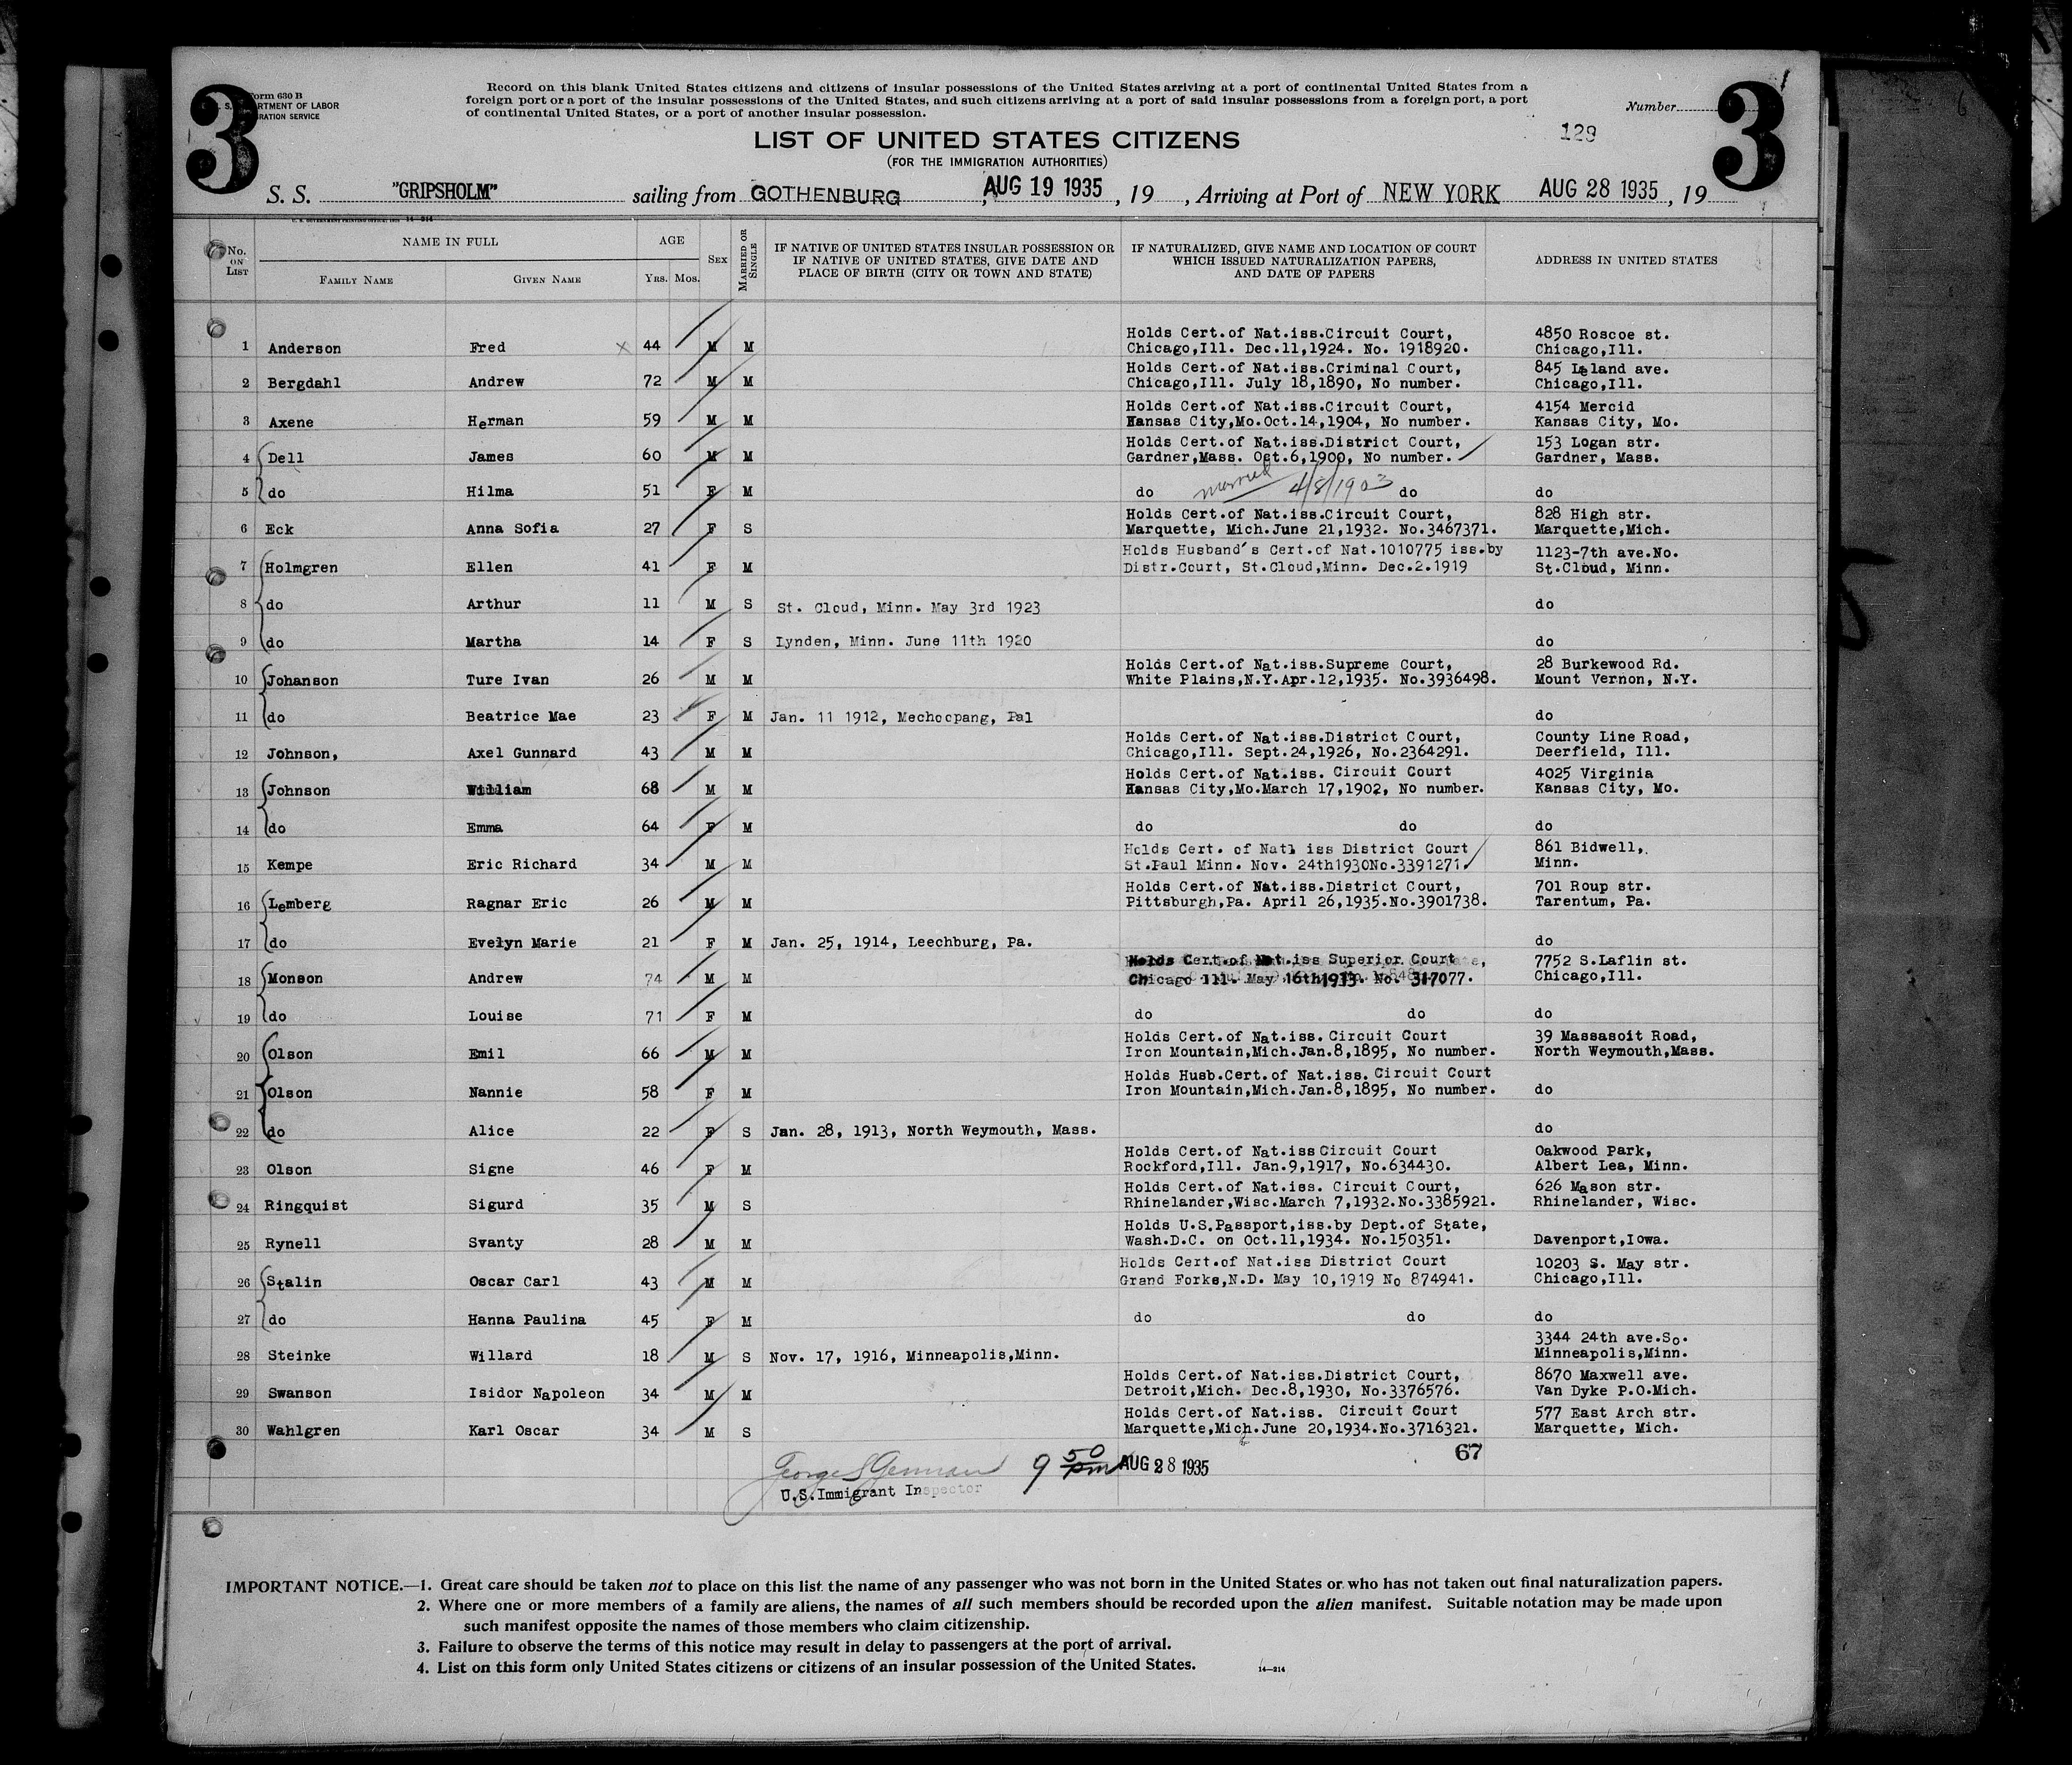 3
Form 630 B
U. S. DEPARTMENT OF LABOR
IMMIGRATION SERVICE
Record on this blank United States citizens and citizens of insular possessions of the United States arriving at a port of continental United States from a
foreign port or a port of the insular possessions of the United States, and such citizens arriving at a port of said insular possessions from a foreign port, a port
of continental United States, or a port of another insular possession.
Number
3
129
LIST OF UNITED STATES CITIZENS
(FOR THE IMMIGRATION AUTHORITIES)
S. S. "GRIPSHOLM" sailing from GOTHENBURG, AUG 19 1935, 19 , Arriving at Port of NEW YORK AUG 28 1935, 19
No. ON LIST
NAME IN FULL
FAMILY NAME GIVEN NAME
AGE
YRS. MOS.
SEX
MARRIED OR SINGLE
IF NATIVE OF UNITED STATES INSULAR POSSESSION OR
IF NATIVE OF UNITED STATES, GIVE DATE AND
PLACE OF BIRTH (CITY OR TOWN AND STATE)
IF NATURALIZED, GIVE NAME AND LOCATION OF COURT
WHICH ISSUED NATURALIZATION PAPERS,
AND DATE OF PAPERS
ADDRESS IN UNITED STATES
Holds Cert.of Nat.iss.Circuit Court, 4850 Roscoe st.
1 Anderson Fred x 44 M M Chicago,Ill. Dec.11,1924. No. 1918920. Chicago,Ill.
Holds Cert.of Nat.iss.Criminal Court, 845 Leland ave.
2 Bergdahl Andrew 72 M M Chicago,Ill. July 18,1890, No number. Chicago,Ill.
Holds Cert.of Nat.iss.Circuit Court, 4154 Mercid
3 Axene Herman 59 M M Kansas City,Mo.Oct.14,1904, No number. Kansas City, Mo.
Holds Cert.of Nat.iss.District Court, 153 Logan str.
4 Dell James 60 M M Gardner,Mass. Oct.6,1900, No number. Gardner, Mass.
5 do Hilma 51 F M do married 4/8/1903 do do
Holds Cert.of Nat.iss.Circuit Court, 828 High str.
6 Eck Anna Sofia 27 F S Marquette, Mich.June 21,1932. No.3467371. Marquette,Mich.
Holds Husband's Cert.of Nat.1010775 iss.by 1123-7th ave.No.
7 Holmgren Ellen 41 F M Distr.Court, St.Cloud,Minn. Dec.2.1919 St.Cloud, Minn.
8 do Arthur 11 M S St. Cloud, Minn. May 3rd 1923 do
9 do Martha 14 F S Lynden, Minn. June 11th 1920 do
Holds Cert.of Nat.iss.Supreme Court, 28 Burkewood Rd.
10 Johanson Ture Ivan 26 M M White Plains,N.Y.Apr.12,1935. No.3936498. Mount Vernon, N.Y.
11 do Beatrice Mae 23 F M Jan. 11 1912, Mechoopang, Pal do
Holds Cert.of Nat.iss.District Court, County Line Road,
12 Johnson, Axel Gunnard 43 M M Chicago,Ill. Sept.24,1926, No.2364291. Deerfield, Ill.
Holds Cert.of Nat.iss. Circuit Court 4025 Virginia
13 Johnson William 68 M M Kansas City,Mo.March 17,1902, No number. Kansas City, Mo.
14 do Emma 64 F M do do do
Holds Cert. of Natl iss District Court 861 Bidwell,
15 Kempe Eric Richard 34 M M St.Paul Minn. Nov. 24th1930No.3391271. Minn.
Holds Cert.of Nat.iss.District Court, 701 Roup str.
16 Lemberg Ragnar Eric 26 M M Pittsburgh,Pa. April 26,1935.No.3901738. Tarentum, Pa.
17 do Evelyn Marie 21 F M Jan. 25, 1914, Leechburg, Pa. do
Holds Cert.of Nat.iss Superior Court 7752 S.Laflin st.
18 Monson Andrew 74 M M Chicago Ill. May 16th1913. No. 317077. Chicago,Ill.
19 do Louise 71 F M do do do
Holds Cert.of Nat.iss. Circuit Court 39 Massasoit Road,
20 Olson Emil 66 M M Iron Mountain,Mich.Jan.8,1895, No number. North Weymouth,Mass.
Holds Husb.Cert.of Nat.iss. Circuit Court
21 Olson Nannie 58 F M Iron Mountain,Mich.Jan.8,1895, No number. do
22 do Alice 22 F S Jan. 28, 1913, North Weymouth, Mass. do
Holds Cert.of Nat.iss Circuit Court Oakwood Park,
23 Olson Signe 46 F M Rockford,Ill. Jan.9,1917, No.634430. Albert Lea, Minn.
Holds Cert.of Nat.iss. Circuit Court, 626 Mason str.
24 Ringquist Sigurd 35 M S Rhinelander,Wisc.March 7,1932.No.3385921. Rhinelander, Wisc.
Holds U.S.Passport,iss.by Dept.of State,
25 Rynell Svanty 28 M M Wash.D.C. on Oct.11,1934. No.150351. Davenport,Iowa.
Holds Cert.of Nat.iss District Court 10203 S. May str.
26 Stalin Oscar Carl 43 M M Grand Forks,N.D. May 10,1919 No 874941. Chicago,Ill.
27 do Hanna Paulina 45 F M do do do
3344 24th ave.So.
28 Steinke Willard 18 M S Nov. 17, 1916, Minneapolis,Minn. Minneapolis,Minn.
Holds Cert.of Nat.iss.District Court, 8670 Maxwell ave.
29 Swanson Isidor Napoleon 34 M M Detroit,Mich. Dec.8,1930, No.3376576. Van Dyke P.O.Mich.
Holds Cert.of Nat.iss. Circuit Court 577 East Arch str.
30 Wahlgren Karl Oscar 34 M S Marquette,Mich.June 20,1934.No.3716321. Marquette, Mich.
67
George S German 9 50 pm AUG 28 1935
U.S.Immigrant Inspector
IMPORTANT NOTICE.—1. Great care should be taken not to place on this list the name of any passenger who was not born in the United States or who has not taken out final naturalization papers.
2. Where one or more members of a family are aliens, the names of all such members should be recorded upon the alien manifest. Suitable notation may be made upon
such manifest opposite the names of those members who claim citizenship.
3. Failure to observe the terms of this notice may result in delay to passengers at the port of arrival.
4. List on this form only United States citizens or citizens of an insular possession of the United States. 14—214